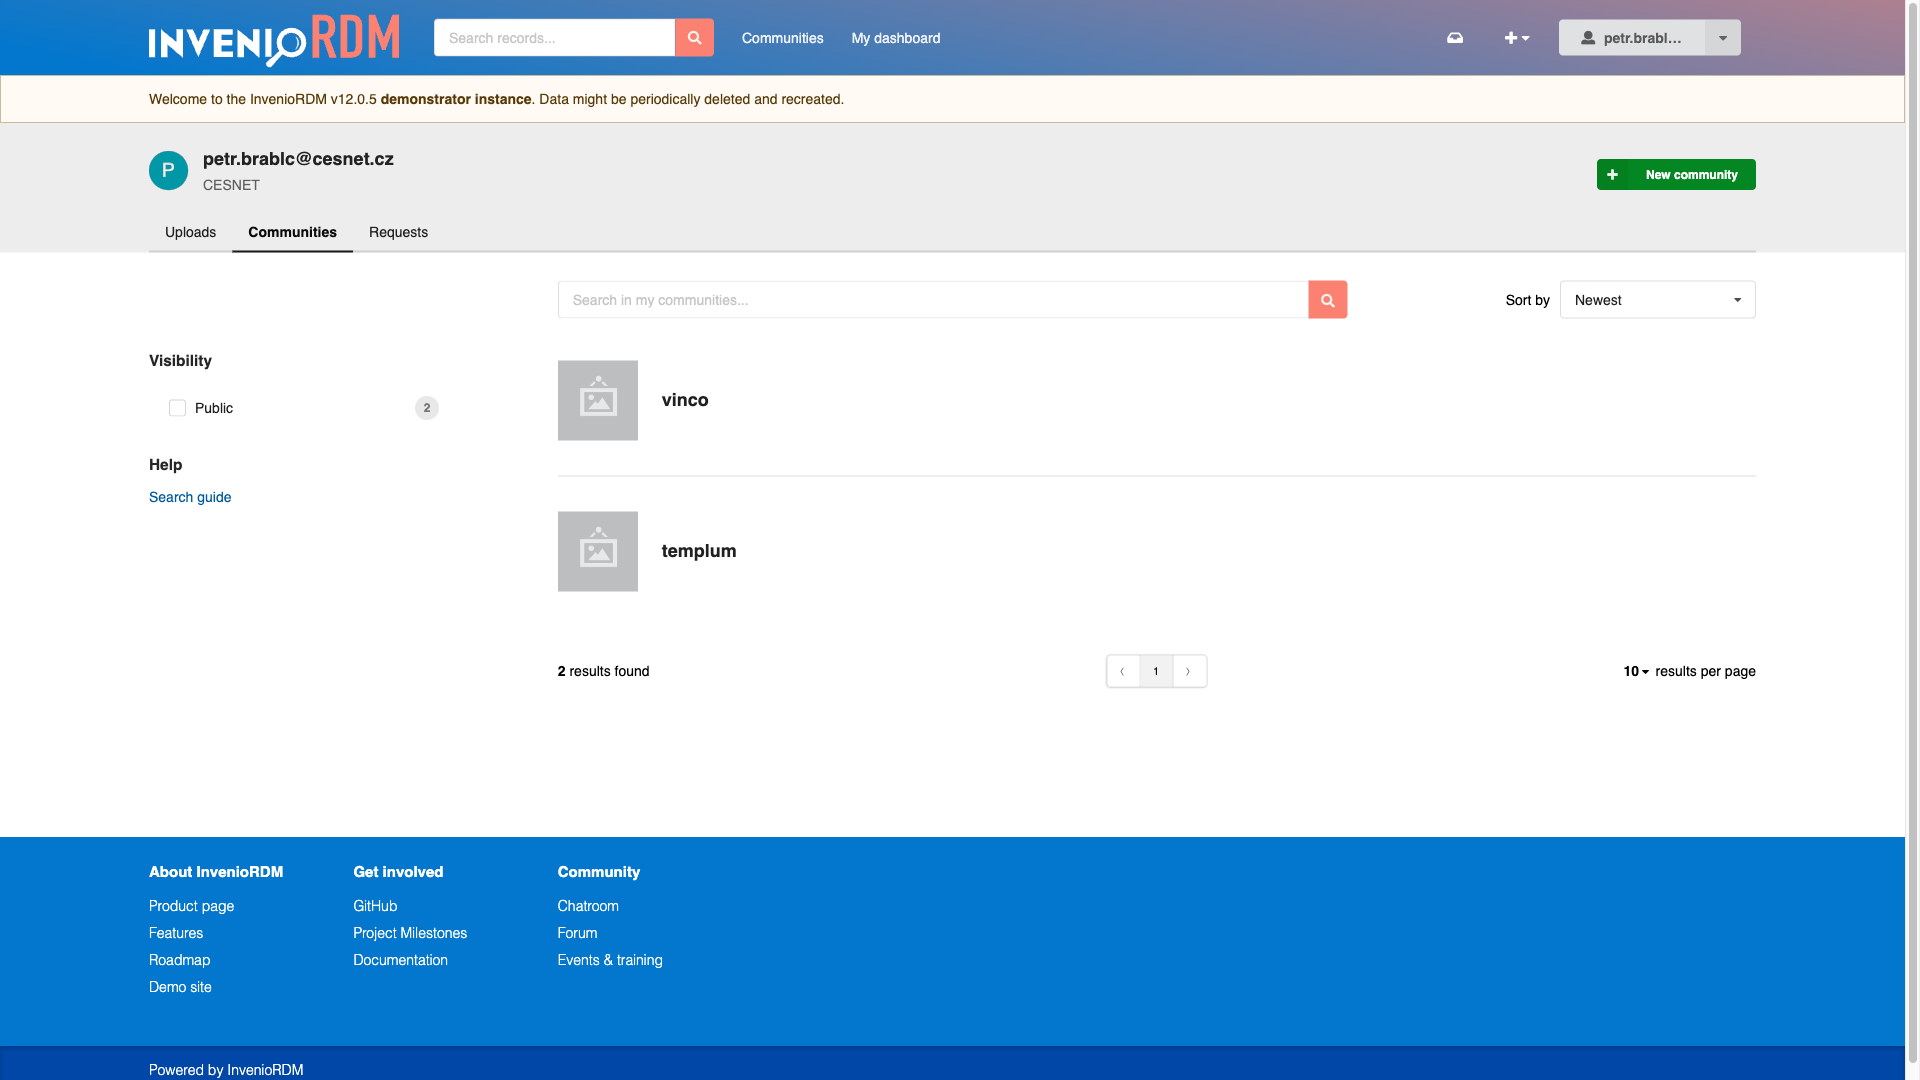 INVENIO RDM
Search records...
Communities
My dashboard
petr.brabl...
Welcome to the InvenioRDM v12.0.5 demonstrator instance. Data might be periodically deleted and recreated.
P
petr.brablc@cesnet.cz
CESNET
New community
Uploads
Communities
Requests
Search in my communities...
Sort by
Newest
Visibility
Public
2
Help
Search guide
vinco
templum
2 results found
‹ 1 ›
10 results per page
About InvenioRDM
Product page
Features
Roadmap
Demo site
Get involved
GitHub
Project Milestones
Documentation
Community
Chatroom
Forum
Events & training
Powered by InvenioRDM